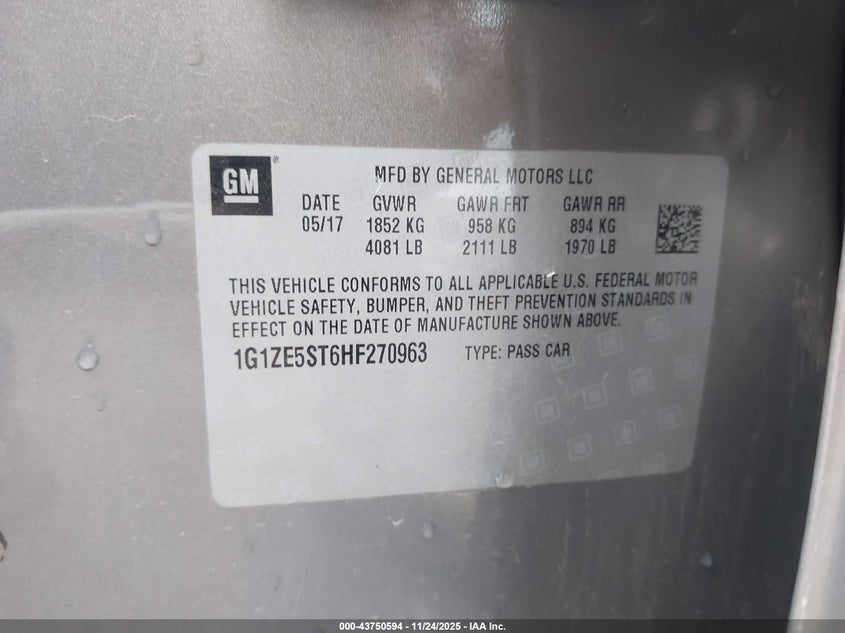 GM
MFD BY GENERAL MOTORS LLC
DATE GVWR GAWR FRT GAWR RR
05/17 1852 KG 958 KG 894 KG
4081 LB 2111 LB 1970 LB
THIS VEHICLE CONFORMS TO ALL APPLICABLE U.S. FEDERAL MOTOR
VEHICLE SAFETY, BUMPER, AND THEFT PREVENTION STANDARDS IN
EFFECT ON THE DATE OF MANUFACTURE SHOWN ABOVE.
1G1ZE5ST6HF270963 TYPE: PASS CAR
000-43750594 - 11/24/2025 - IAA Inc.